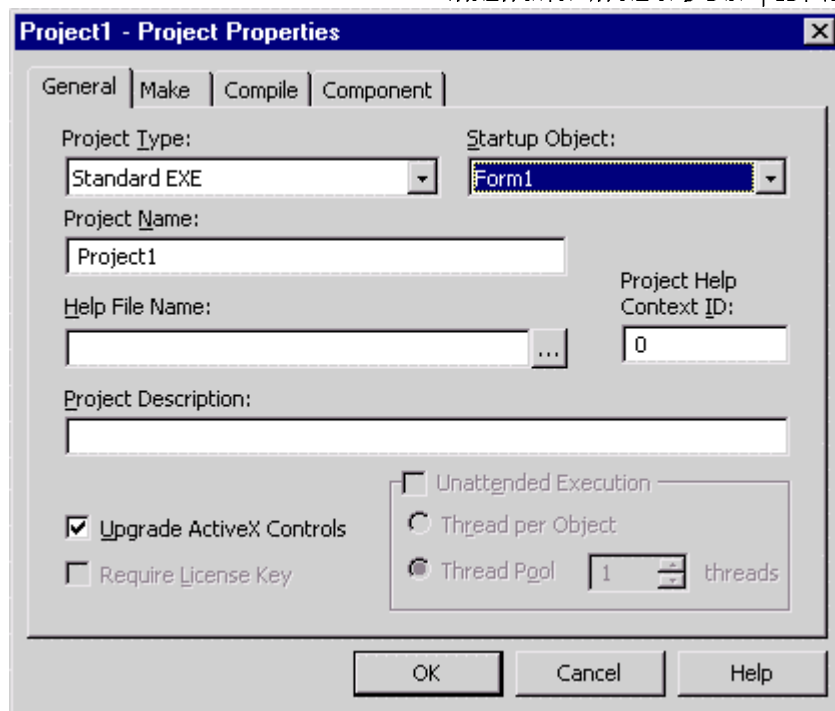 Project1 - Project Properties
General Make Compile Component
Project Type: Startup Object:
Standard EXE Form1
Project Name:
Project1
Project Help
Help File Name: Context ID:
... 0
Project Description:
Unattended Execution
Upgrade ActiveX Controls Thread per Object
Require License Key Thread Pool 1 threads
OK Cancel Help